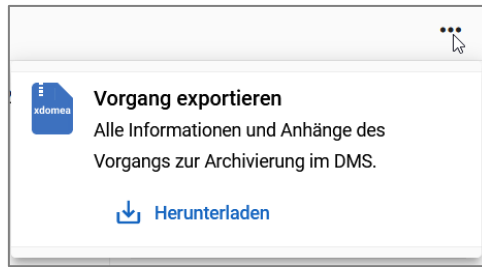 xdomea
Vorgang exportieren
Alle Informationen und Anhänge des
Vorgangs zur Archivierung im DMS.
Herunterladen